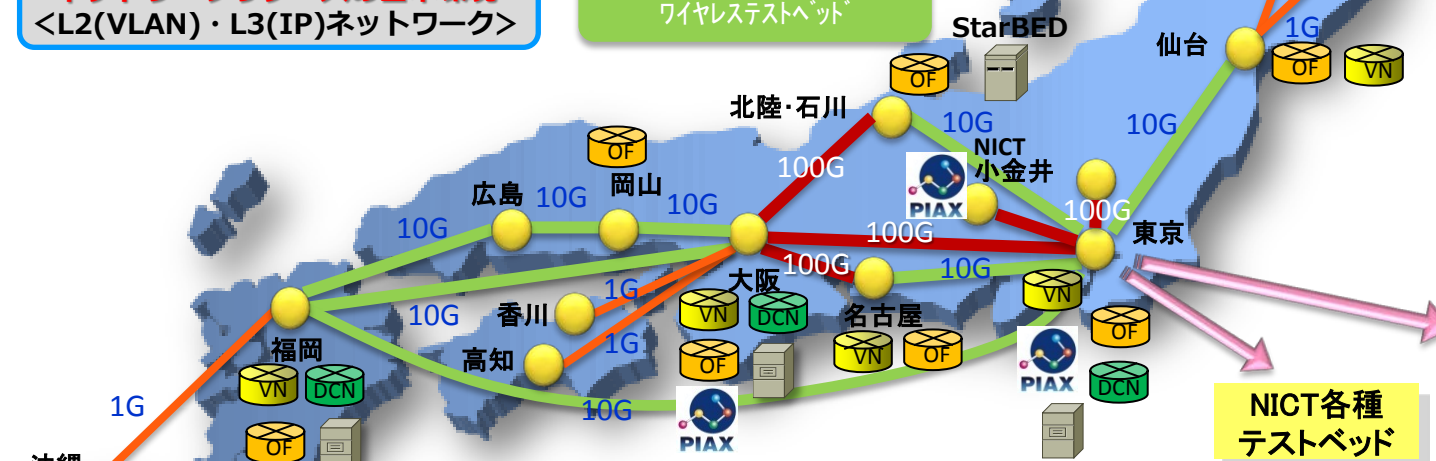 <L2(VLAN)・L3(IP)ネットワーク>
ワイヤレステストベッド
StarBED
仙台
1G
OF
VN
OF
北陸・石川
10G
10G
NICT
小金井
OF
100G
PIAX
100G
広島
10G
岡山
10G
10G
100G
東京
大阪
100G
10G
1G
VN
香川
10G
VN
DCN
名古屋
OF
福岡
高知
1G
OF
VN
OF
PIAX
DCN
VN
DCN
1G
10G
PIAX
NICT各種
テストベッド
OF